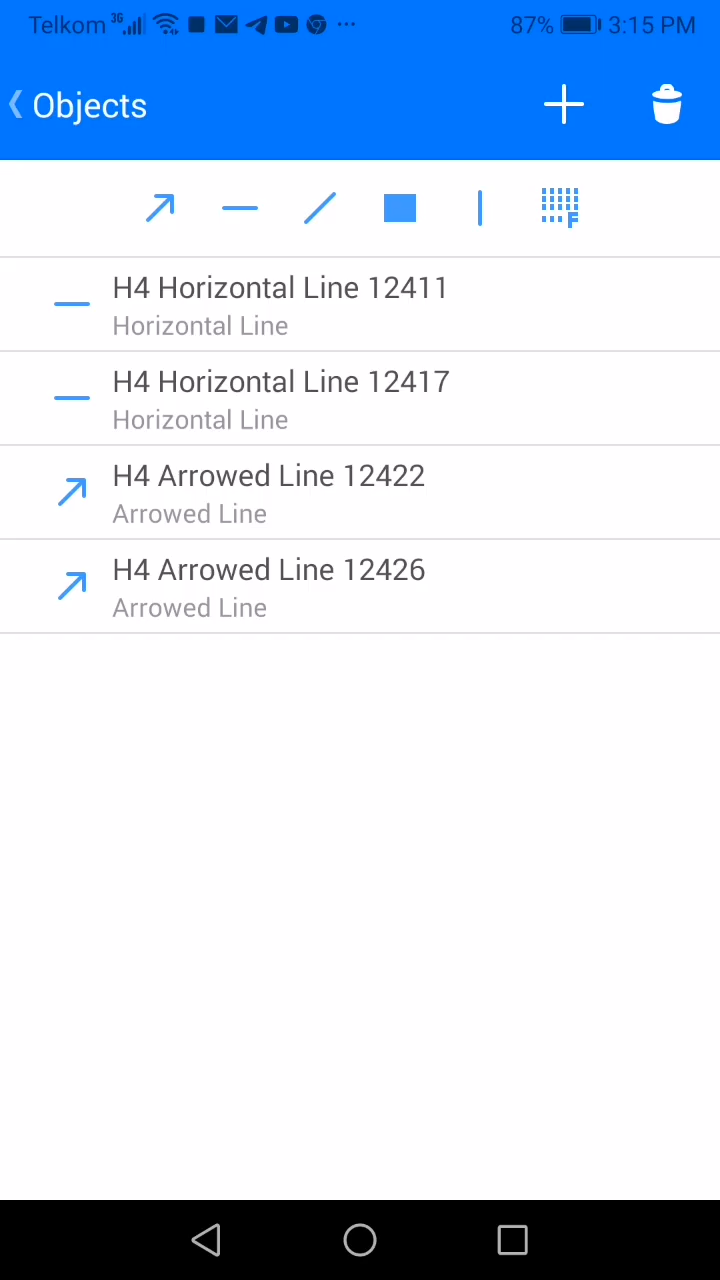 Telkom 3G 87% 3:15 PM
Objects
F
H4 Horizontal Line 12411
Horizontal Line
H4 Horizontal Line 12417
Horizontal Line
H4 Arrowed Line 12422
Arrowed Line
H4 Arrowed Line 12426
Arrowed Line